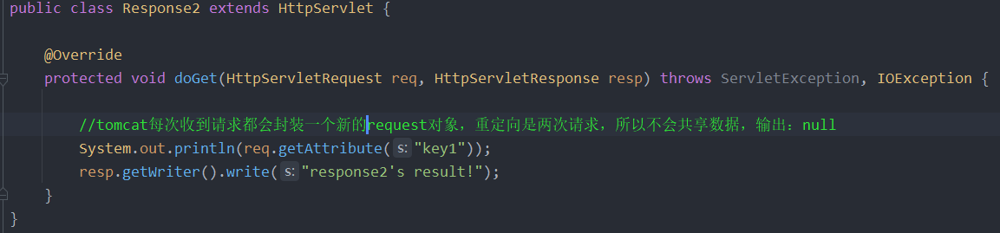 public class Response2 extends HttpServlet {
@Override
protected void doGet(HttpServletRequest req, HttpServletResponse resp) throws ServletException, IOException {
//tomcat每次收到请求都会封装一个新的request对象，重定向是两次请求，所以不会共享数据，输出：null
System.out.println(req.getAttribute( s: "key1"));
resp.getWriter().write( s: "response2's result!");
}
}